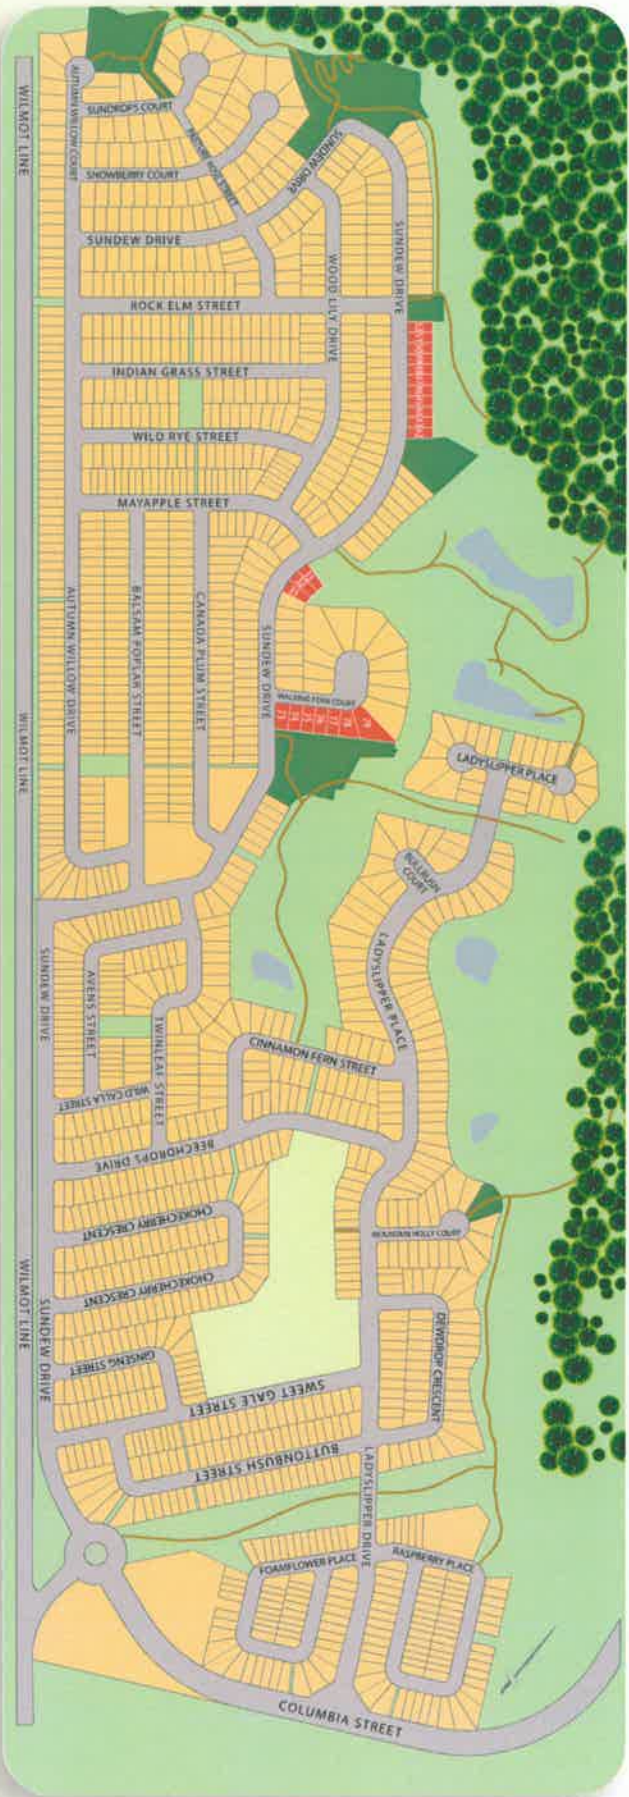 WILMOT LINE
AUTUMN WILLOW COURT
SUNDROPS COURT
SNOWBERRY COURT
SUNDEW DRIVE
SUNDEW DRIVE
SUNDEW DRIVE
WOOD LILY DRIVE
ROCK ELM STREET
INDIAN GRASS STREET
WILD RYE STREET
MAYAPPLE STREET
AUTUMN WILLOW DRIVE
BALSAM POPLAR STREET
CANADA PLUM STREET
SUNDEW DRIVE
WALKING FERN COURT
WILMOT LINE
LADYSLIPPER PLACE
BULLRUSH
COURT
LADYSLIPPER PLACE
SUNDEW DRIVE
AVENS STREET
TWINLEAF STREET
WILD CALLA STREET
CINNAMON FERN STREET
BEECHDROPS DRIVE
CHOKECHERRY CRESCENT
CHOKECHERRY CRESCENT
MOUNTAIN HOLLY COURT
WILMOT LINE
SUNDEW DRIVE
GINSENG STREET
DEWDROP CRESCENT
SWEET GALE STREET
BUTTONBUSH STREET
LADYSLIPPER DRIVE
FOAMFLOWER PLACE
RASPBERRY PLACE
COLUMBIA STREET